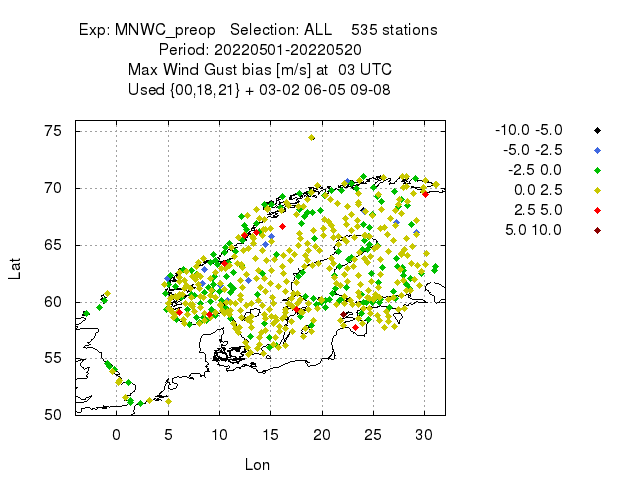 Exp: MNWC_preop   Selection: ALL    535 stations
Period: 20220501-20220520
Max Wind Gust bias [m/s] at  03 UTC
Used {00,18,21} + 03-02 06-05 09-08
-10.0 -5.0
-5.0 -2.5
-2.5 0.0
0.0 2.5
2.5 5.0
5.0 10.0
75
70
65
60
55
50
Lat
0 5 10 15 20 25 30
Lon